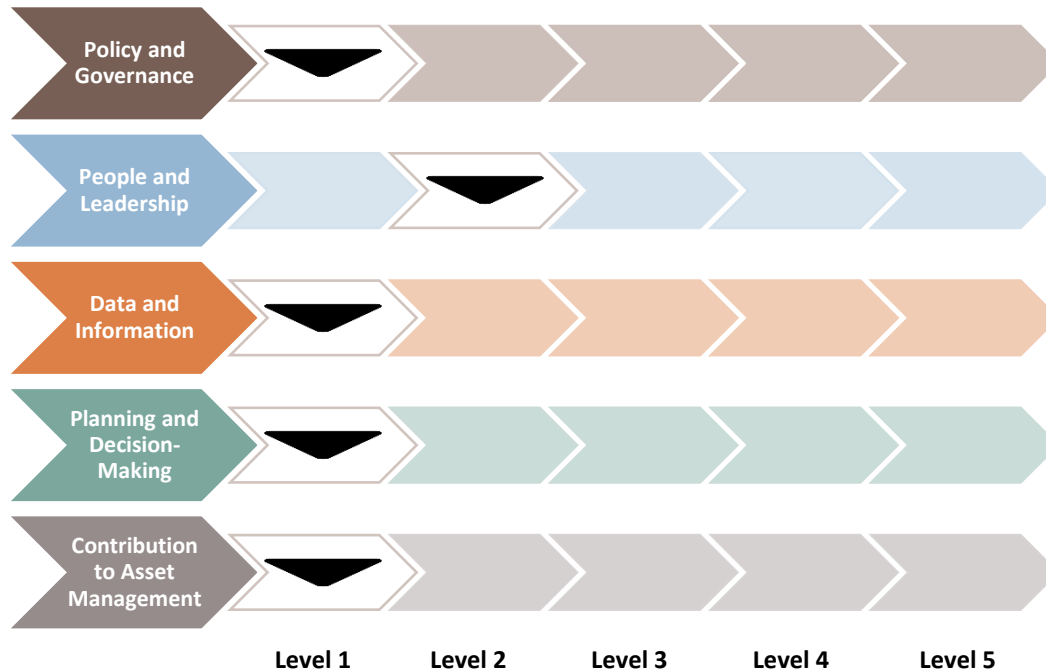 Policy and
Governance
People and
Leadership
Data and
Information
Planning and
Decision-
Making
Contribution
to Asset
Management
Level 1
Level 2
Level 3
Level 4
Level 5